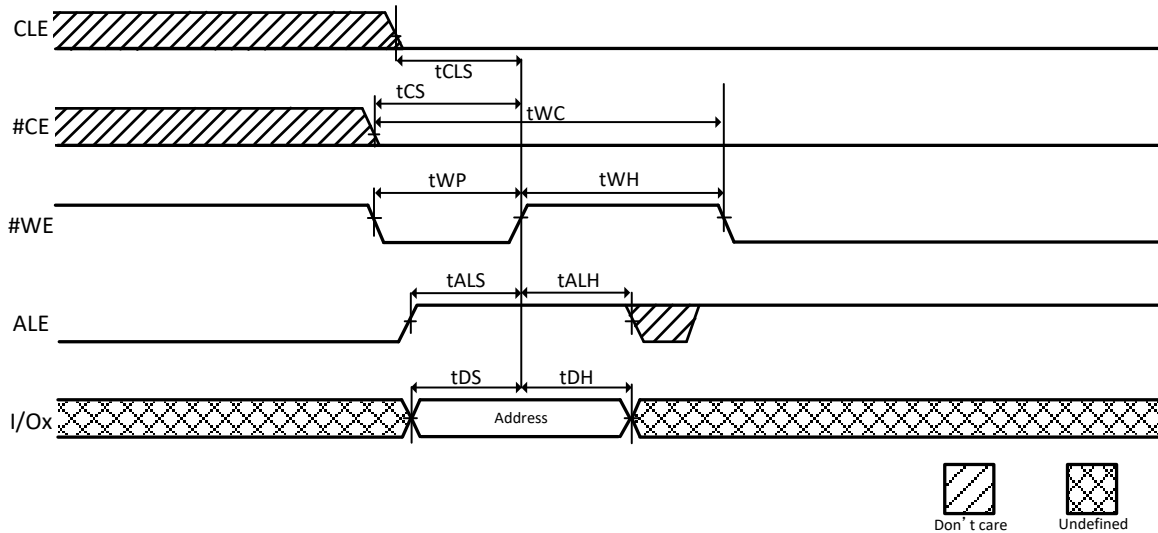 CLE
tCLS
tCS
#CE
tWC
tWP
tWH
#WE
tALS
tALH
ALE
tDS
tDH
I/Ox
Address
Don’t care
Undefined